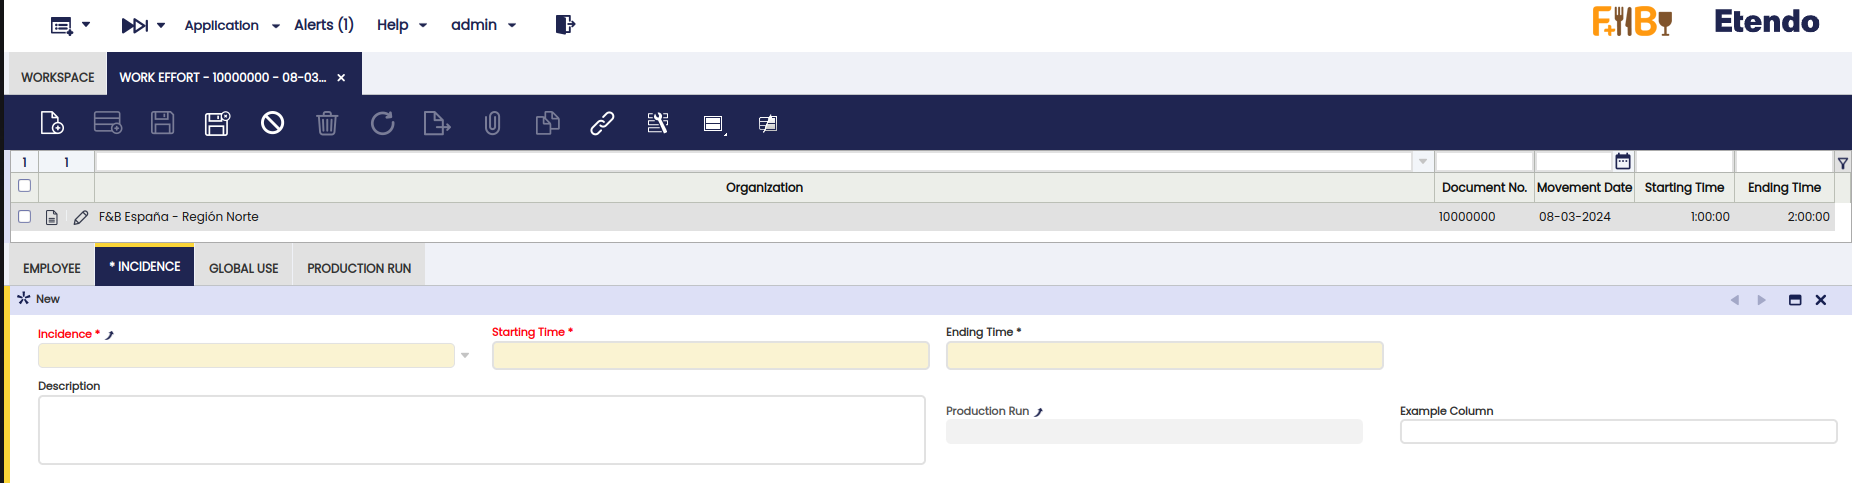 Application Alerts (1) Help admin F+B Etendo
WORKSPACE WORK EFFORT - 10000000 - 08-03...
1 1
Organization Document No. Movement Date Starting Time Ending Time
F&B España - Región Norte 10000000 08-03-2024 1:00:00 2:00:00
EMPLOYEE * INCIDENCE GLOBAL USE PRODUCTION RUN
New
Incidence * Starting Time * Ending Time *
Description
Production Run Example Column